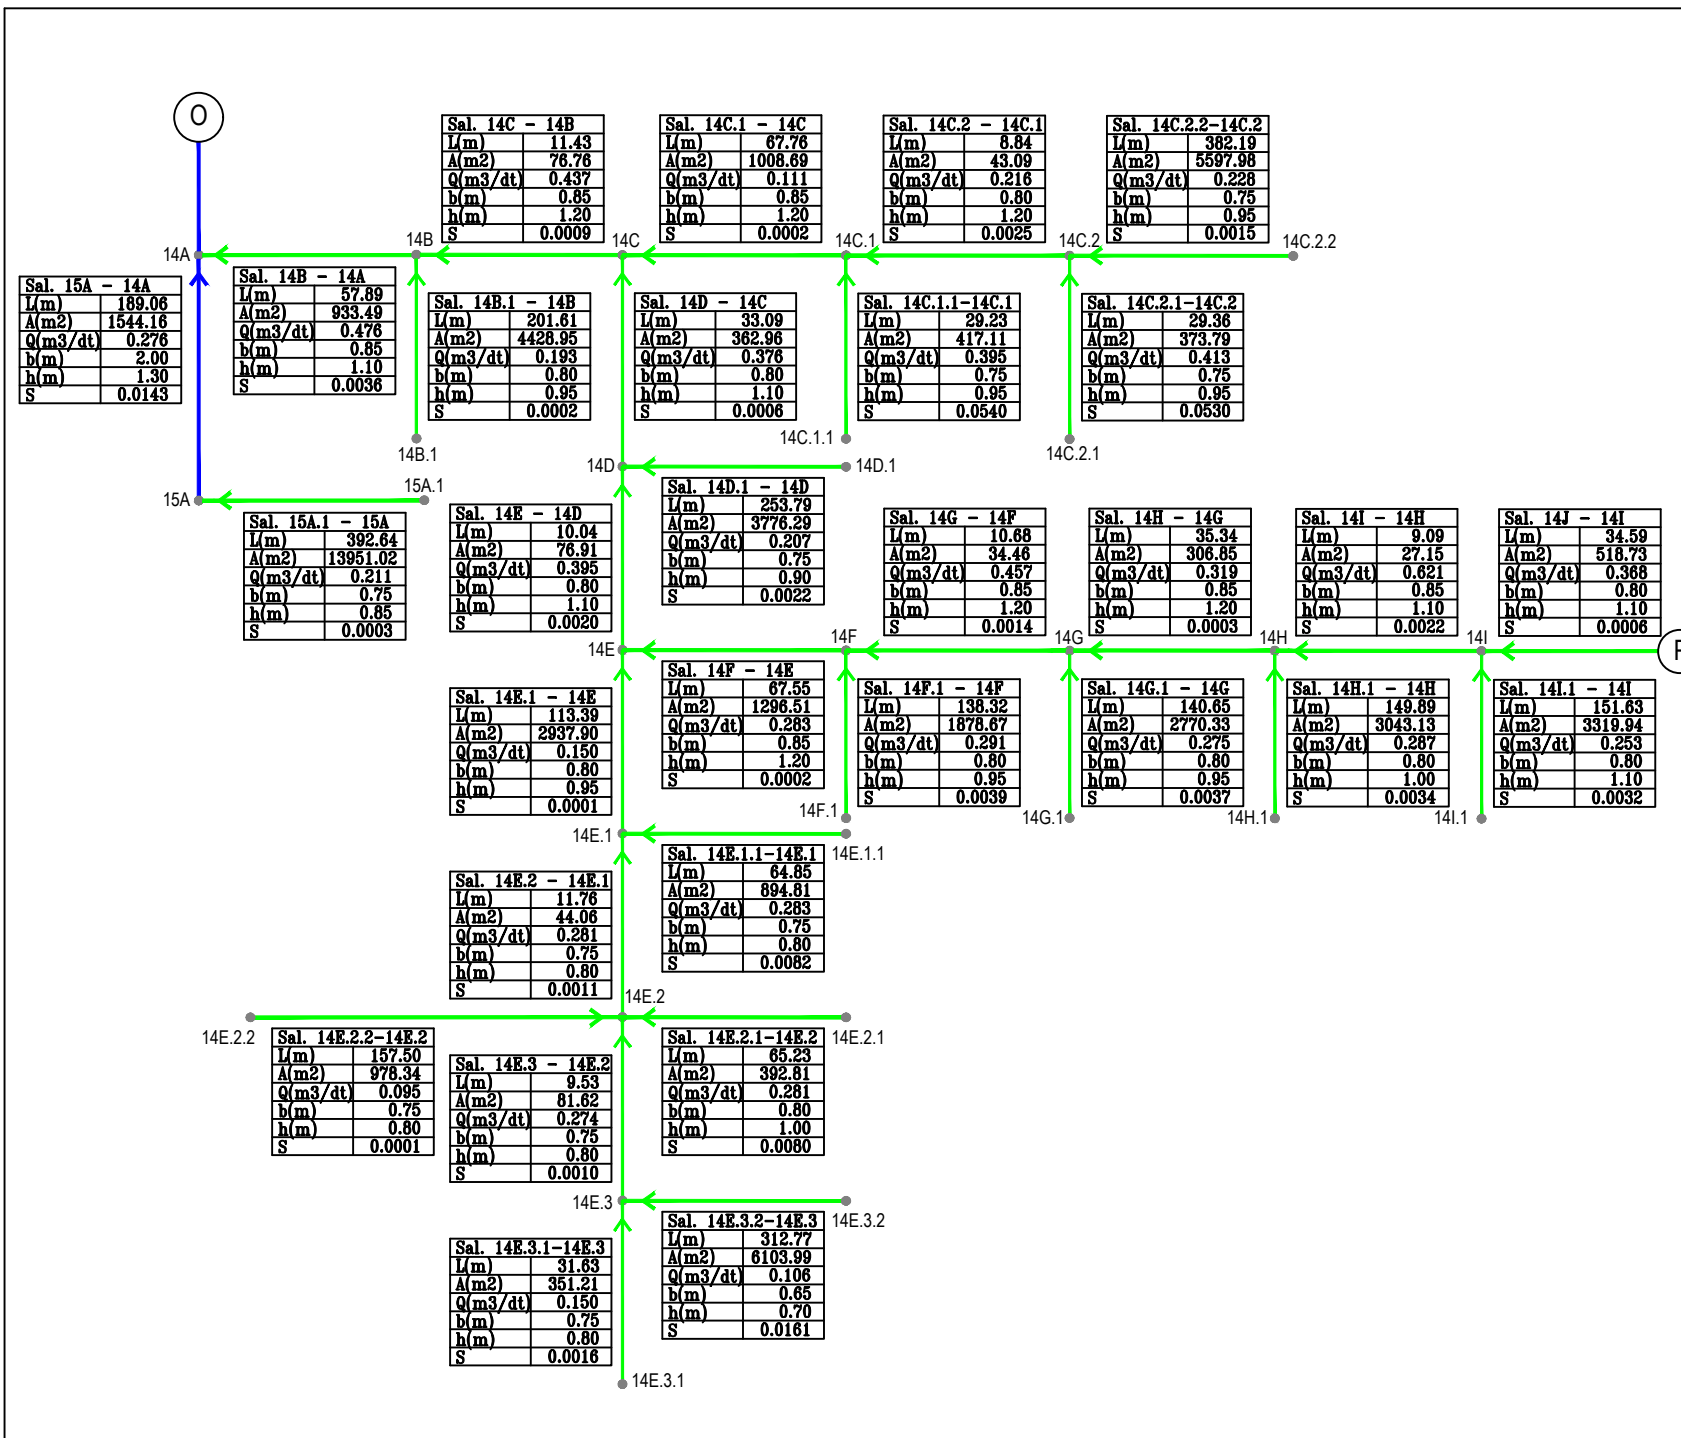 O
Sal. 14C - 14B
L(m) 11.43
A(m2) 76.76
Q(m3/dt) 0.437
b(m) 0.85
h(m) 1.20
S 0.0009
Sal. 14C.1 - 14C
L(m) 67.76
A(m2) 1008.69
Q(m3/dt) 0.111
b(m) 0.85
h(m) 1.20
S 0.0002
Sal. 14C.2 - 14C.1
L(m) 8.84
A(m2) 43.09
Q(m3/dt) 0.216
b(m) 0.80
h(m) 1.20
S 0.0025
Sal. 14C.2.2-14C.2
L(m) 382.19
A(m2) 5597.98
Q(m3/dt) 0.228
b(m) 0.75
h(m) 0.95
S 0.0015
14A
14B
14C
14C.1
14C.2
14C.2.2
Sal. 15A - 14A
L(m) 189.06
A(m2) 1544.16
Q(m3/dt) 0.276
b(m) 2.00
h(m) 1.30
S 0.0143
Sal. 14B - 14A
L(m) 57.89
A(m2) 933.49
Q(m3/dt) 0.476
b(m) 0.85
h(m) 1.10
S 0.0036
Sal. 14B.1 - 14B
L(m) 201.61
A(m2) 4428.95
Q(m3/dt) 0.193
b(m) 0.80
h(m) 0.95
S 0.0002
Sal. 14D - 14C
L(m) 33.09
A(m2) 362.96
Q(m3/dt) 0.376
b(m) 0.80
h(m) 1.10
S 0.0006
Sal. 14C.1.1-14C.1
L(m) 29.23
A(m2) 417.11
Q(m3/dt) 0.395
b(m) 0.75
h(m) 0.95
S 0.0540
Sal. 14C.2.1-14C.2
L(m) 29.36
A(m2) 373.79
Q(m3/dt) 0.413
b(m) 0.75
h(m) 0.95
S 0.0530
14B.1
14C.1.1
14C.2.1
14D
14D.1
15A
15A.1
Sal. 15A.1 - 15A
L(m) 392.64
A(m2) 13951.02
Q(m3/dt) 0.211
b(m) 0.75
h(m) 0.85
S 0.0003
Sal. 14E - 14D
L(m) 10.04
A(m2) 76.91
Q(m3/dt) 0.395
b(m) 0.80
h(m) 1.10
S 0.0020
Sal. 14D.1 - 14D
L(m) 253.79
A(m2) 3776.29
Q(m3/dt) 0.207
b(m) 0.75
h(m) 0.90
S 0.0022
Sal. 14G - 14F
L(m) 10.68
A(m2) 34.46
Q(m3/dt) 0.457
b(m) 0.85
h(m) 1.20
S 0.0014
Sal. 14H - 14G
L(m) 35.34
A(m2) 306.85
Q(m3/dt) 0.319
b(m) 0.85
h(m) 1.20
S 0.0003
Sal. 14I - 14H
L(m) 9.09
A(m2) 27.15
Q(m3/dt) 0.621
b(m) 0.85
h(m) 1.10
S 0.0022
Sal. 14J - 14I
L(m) 34.59
A(m2) 518.73
Q(m3/dt) 0.368
b(m) 0.80
h(m) 1.10
S 0.0006
14E
14F
14G
14H
14I
Sal. 14E.1 - 14E
L(m) 113.39
A(m2) 2937.90
Q(m3/dt) 0.150
b(m) 0.80
h(m) 0.95
S 0.0001
Sal. 14F - 14E
L(m) 67.55
A(m2) 1296.51
Q(m3/dt) 0.283
b(m) 0.85
h(m) 1.20
S 0.0002
Sal. 14F.1 - 14F
L(m) 138.32
A(m2) 1878.67
Q(m3/dt) 0.291
b(m) 0.80
h(m) 0.95
S 0.0039
Sal. 14G.1 - 14G
L(m) 140.65
A(m2) 2770.33
Q(m3/dt) 0.275
b(m) 0.80
h(m) 0.95
S 0.0037
Sal. 14H.1 - 14H
L(m) 149.89
A(m2) 3043.13
Q(m3/dt) 0.287
b(m) 0.80
h(m) 1.00
S 0.0034
Sal. 14I.1 - 14I
L(m) 151.63
A(m2) 3319.94
Q(m3/dt) 0.253
b(m) 0.80
h(m) 1.10
S 0.0032
14F.1
14G.1
14H.1
14I.1
14E.1
14E.1.1
Sal. 14E.2 - 14E.1
L(m) 11.76
A(m2) 44.06
Q(m3/dt) 0.281
b(m) 0.75
h(m) 0.80
S 0.0011
Sal. 14E.1.1-14E.1
L(m) 64.85
A(m2) 894.81
Q(m3/dt) 0.283
b(m) 0.75
h(m) 0.80
S 0.0082
14E.2
14E.2.2
14E.2.1
Sal. 14E.2.2-14E.2
L(m) 157.50
A(m2) 978.34
Q(m3/dt) 0.095
b(m) 0.75
h(m) 0.80
S 0.0001
Sal. 14E.3 - 14E.2
L(m) 9.53
A(m2) 81.62
Q(m3/dt) 0.274
b(m) 0.75
h(m) 0.80
S 0.0010
Sal. 14E.2.1-14E.2
L(m) 65.23
A(m2) 392.81
Q(m3/dt) 0.281
b(m) 0.80
h(m) 1.00
S 0.0080
14E.3
14E.3.2
Sal. 14E.3.1-14E.3
L(m) 31.63
A(m2) 351.21
Q(m3/dt) 0.150
b(m) 0.75
h(m) 0.80
S 0.0016
Sal. 14E.3.2-14E.3
L(m) 312.77
A(m2) 6103.99
Q(m3/dt) 0.106
b(m) 0.65
h(m) 0.70
S 0.0161
14E.3.1